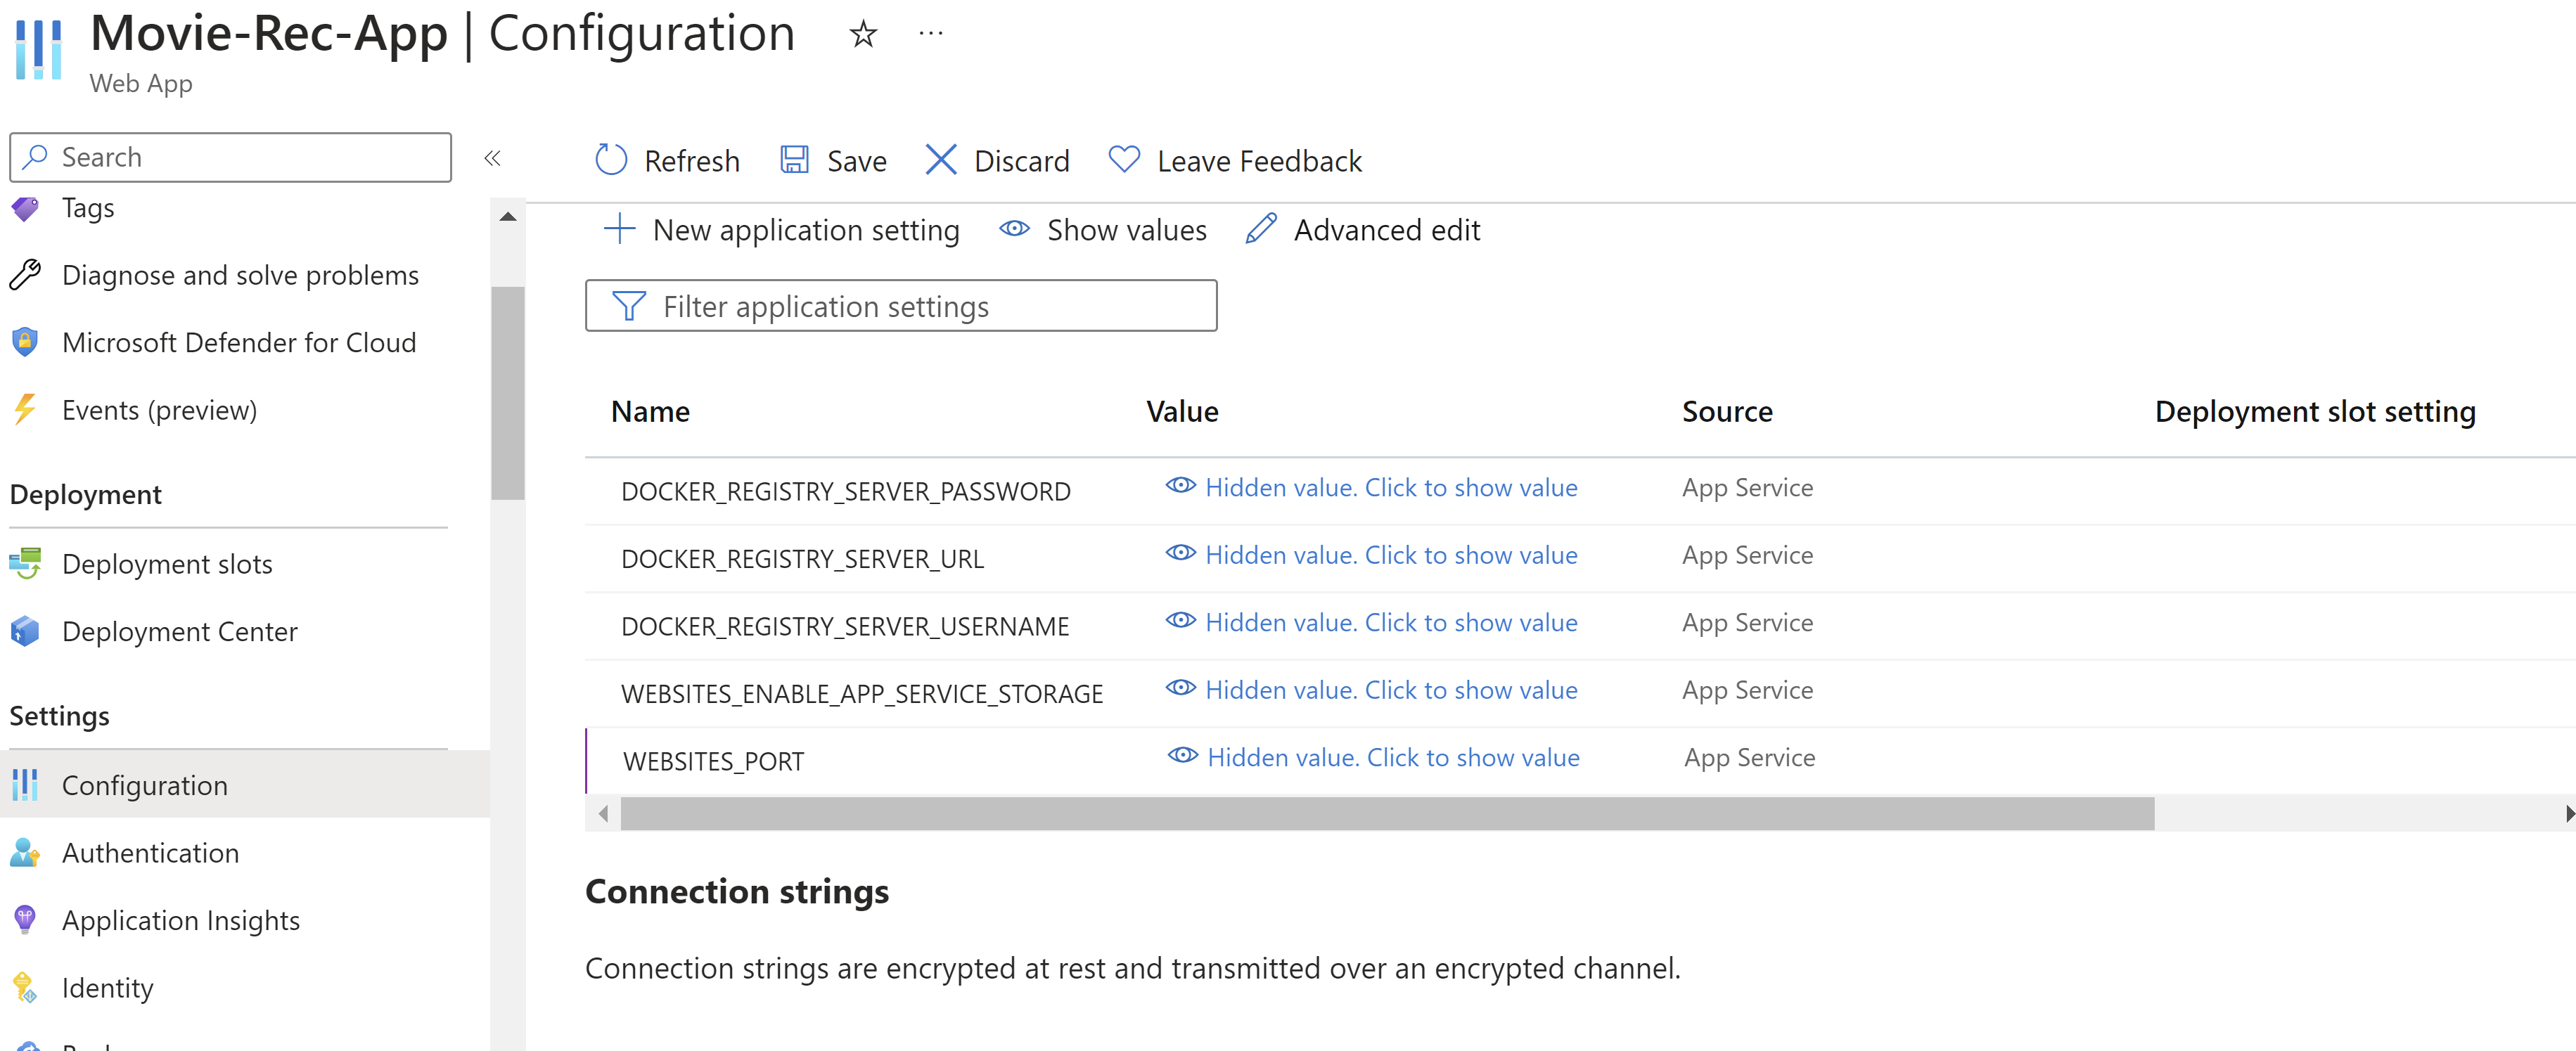 Movie-Rec-App | Configuration
Web App
Search
Tags
Diagnose and solve problems
Microsoft Defender for Cloud
Events (preview)
Deployment
Deployment slots
Deployment Center
Settings
Configuration
Authentication
Application Insights
Identity
Refresh Save Discard Leave Feedback
New application setting Show values Advanced edit
Filter application settings
Name Value Source Deployment slot setting
DOCKER_REGISTRY_SERVER_PASSWORD Hidden value. Click to show value App Service
DOCKER_REGISTRY_SERVER_URL Hidden value. Click to show value App Service
DOCKER_REGISTRY_SERVER_USERNAME Hidden value. Click to show value App Service
WEBSITES_ENABLE_APP_SERVICE_STORAGE Hidden value. Click to show value App Service
WEBSITES_PORT Hidden value. Click to show value App Service
Connection strings
Connection strings are encrypted at rest and transmitted over an encrypted channel.